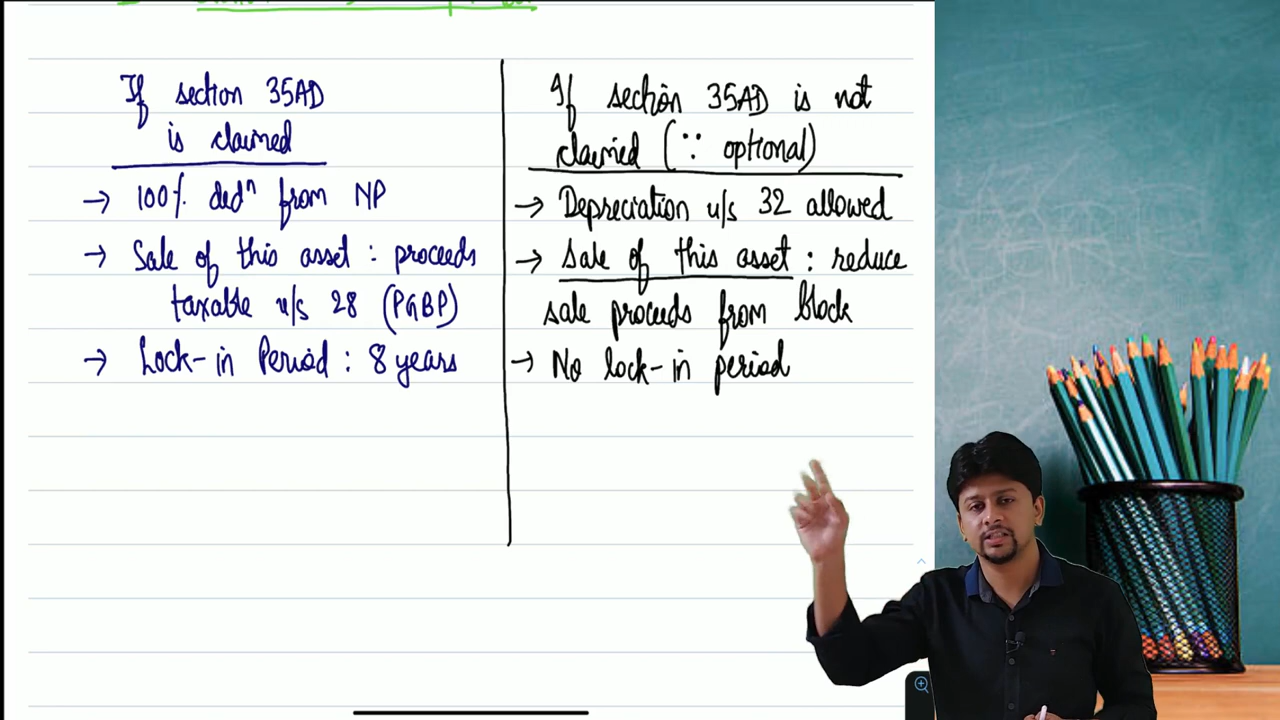 If section 35AD
is claimed
→ 100% dedⁿ from NP
→ Sale of this asset : proceeds
taxable u/s 28 (PGBP)
→ Lock-in Period : 8 years
If section 35AD is not
claimed (∵ optional)
→ Depreciation u/s 32 allowed
→ Sale of this asset : reduce
sale proceeds from block
→ No lock-in period